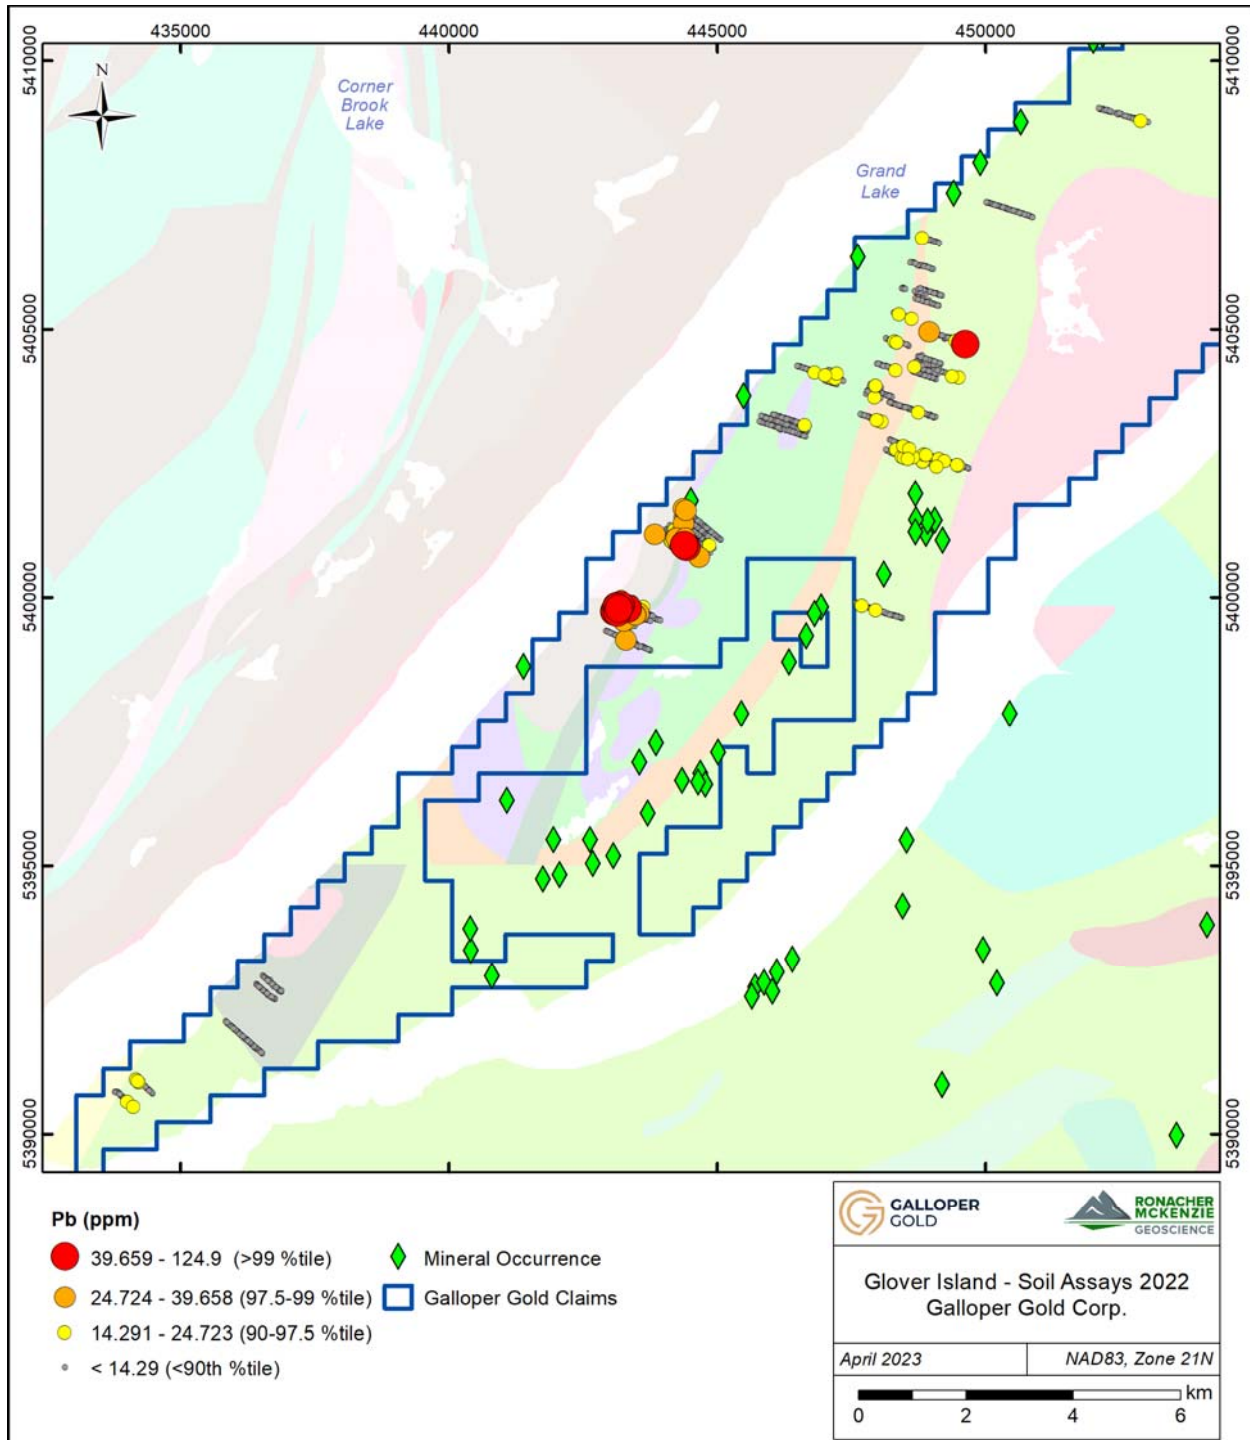 435000
440000
445000
450000
5410000
5410000
N
Corner
Brook
Lake
Grand
Lake
5405000
5405000
5400000
5400000
5395000
5395000
5390000
5390000
Pb (ppm)
39.659 - 124.9 (>99 %tile)
Mineral Occurrence
24.724 - 39.658 (97.5-99 %tile)
Galloper Gold Claims
14.291 - 24.723 (90-97.5 %tile)
< 14.29 (<90th %tile)
GALLOPER
GOLD
RONACHER
MCKENZIE
GEOSCIENCE
Glover Island - Soil Assays 2022
Galloper Gold Corp.
April 2023
NAD83, Zone 21N
km
0 2 4 6